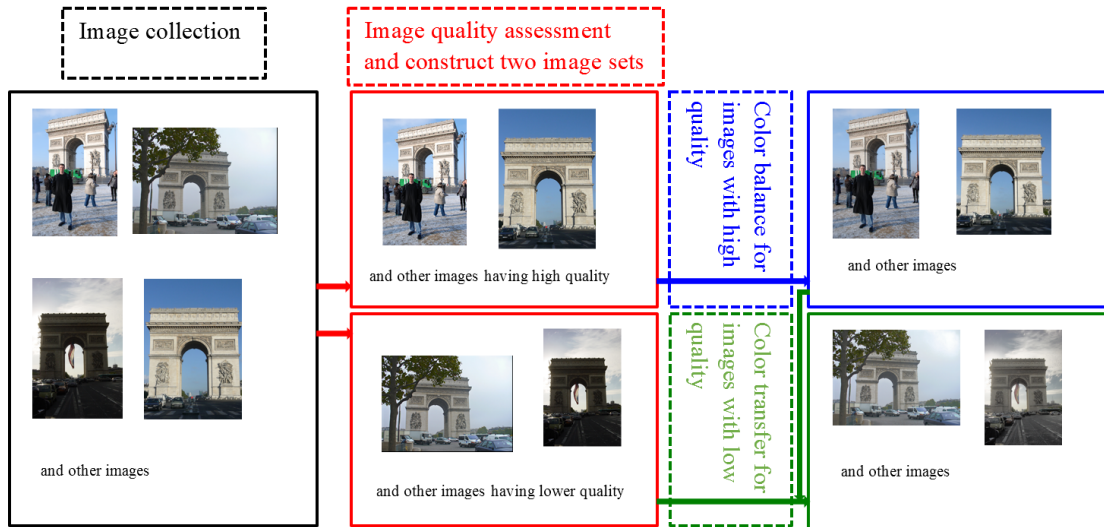 Image collection
Image quality assessment
and construct two image sets
and other images
and other images having high quality
and other images having lower quality
Color balance for
images with high
quality
Color transfer for
images with low
quality
and other images
and other images